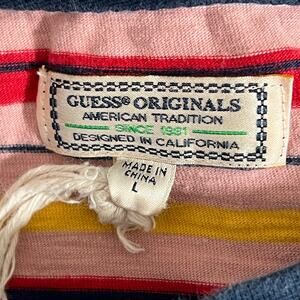 GUESS® ORIGINALS
AMERICAN TRADITION
SINCE 1981
DESIGNED IN CALIFORNIA
MADE IN
CHINA
L